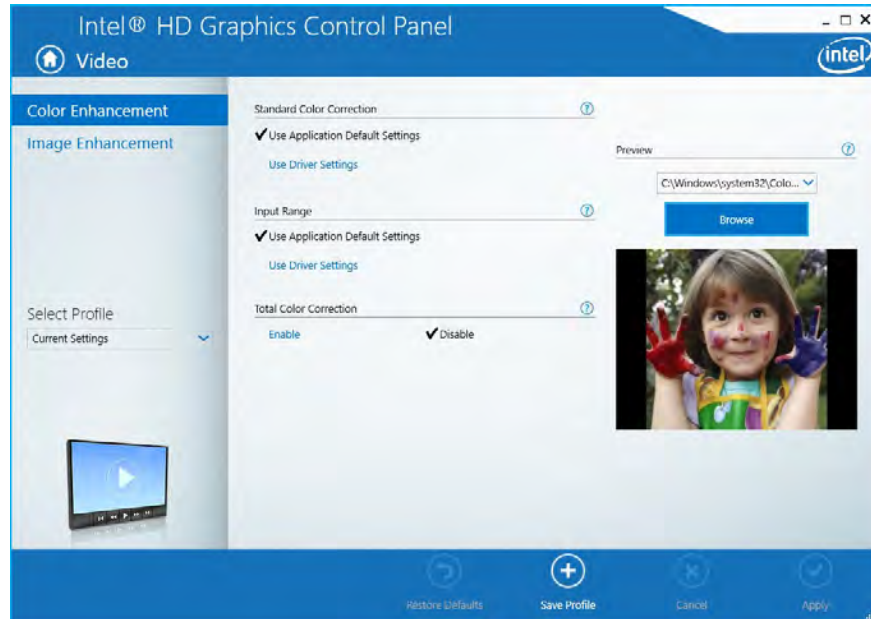 Intel® HD Graphics Control Panel
Video
intel
Color Enhancement
Image Enhancement
Select Profile
Current Settings
Standard Color Correction
✔Use Application Default Settings
Use Driver Settings
Input Range
✔Use Application Default Settings
Use Driver Settings
Total Color Correction
Enable ✔Disable
Preview
C:\Windows\system32\Colo...
Browse
Restore Defaults
Save Profile
Cancel
Apply